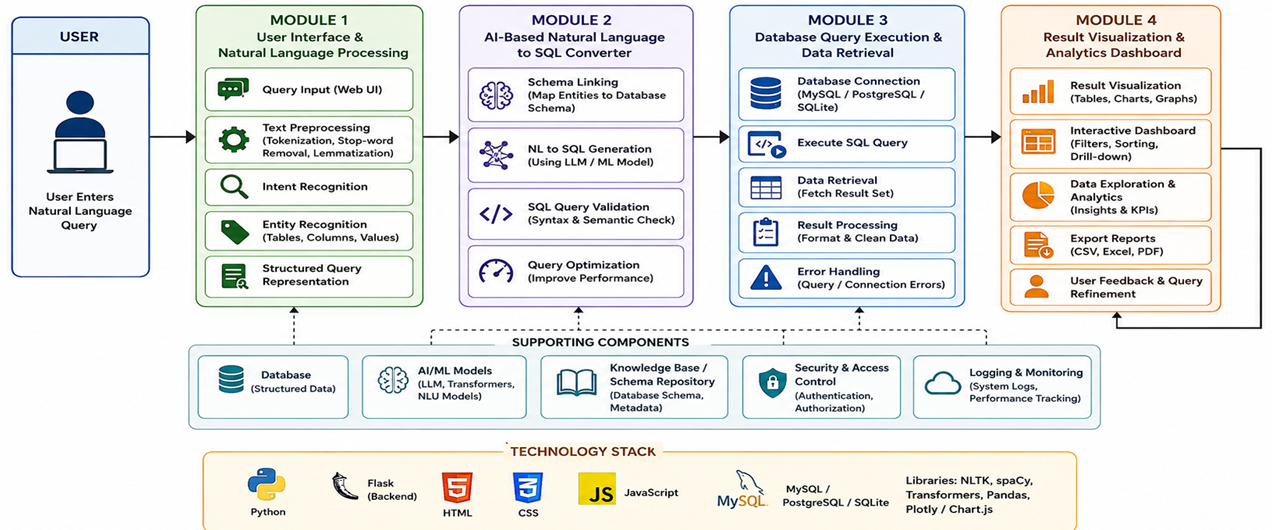 USER
User Enters
Natural Language
Query
MODULE 1
User Interface &
Natural Language Processing
Query Input (Web UI)
Text Preprocessing
(Tokenization, Stop-word
Removal, Lemmatization)
Intent Recognition
Entity Recognition
(Tables, Columns, Values)
Structured Query
Representation
MODULE 2
AI-Based Natural Language
to SQL Converter
Schema Linking
(Map Entities to Database
Schema)
NL to SQL Generation
(Using LLM / ML Model)
</>
SQL Query Validation
(Syntax & Semantic Check)
Query Optimization
(Improve Performance)
MODULE 3
Database Query Execution &
Data Retrieval
Database Connection
(MySQL / PostgreSQL /
SQLite)
</>
Execute SQL Query
Data Retrieval
(Fetch Result Set)
Result Processing
(Format & Clean Data)
Error Handling
(Query / Connection Errors)
MODULE 4
Result Visualization &
Analytics Dashboard
Result Visualization
(Tables, Charts, Graphs)
Interactive Dashboard
(Filters, Sorting,
Drill-down)
Data Exploration &
Analytics
(Insights & KPIs)
Export Reports
(CSV, Excel, PDF)
User Feedback & Query
Refinement
SUPPORTING COMPONENTS
Database
(Structured Data)
AI/ML Models
(LLM, Transformers,
NLU Models)
Knowledge Base /
Schema Repository
(Database Schema,
Metadata)
Security & Access
Control
(Authentication,
Authorization)
Logging & Monitoring
(System Logs,
Performance Tracking)
TECHNOLOGY STACK
Python
Flask
(Backend)
5
HTML
3
CSS
JS
JavaScript
MySQL
MySQL /
PostgreSQL / SQLite
Libraries: NLTK, spaCy,
Transformers, Pandas,
Plotly / Chart.js